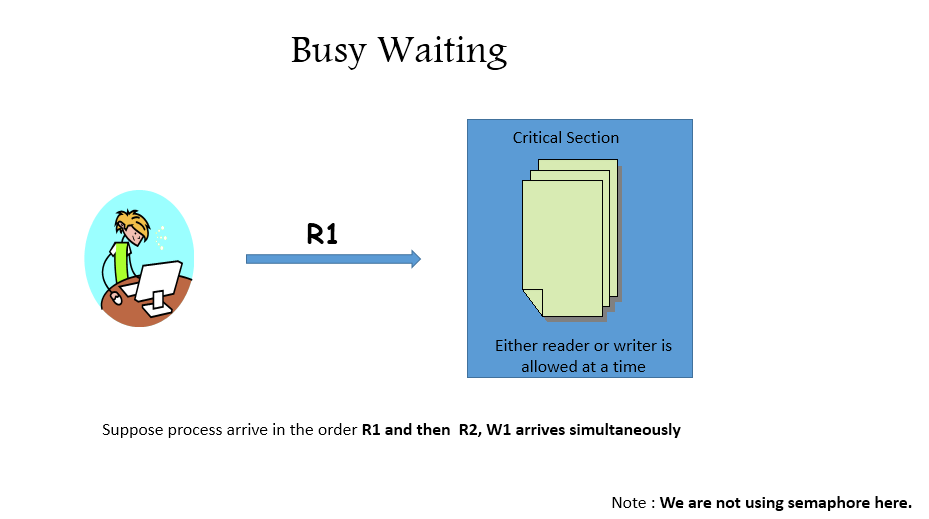 Busy Waiting
Critical Section
R1
Either reader or writer is
allowed at a time
Suppose process arrive in the order R1 and then R2, W1 arrives simultaneously
Note : We are not using semaphore here.